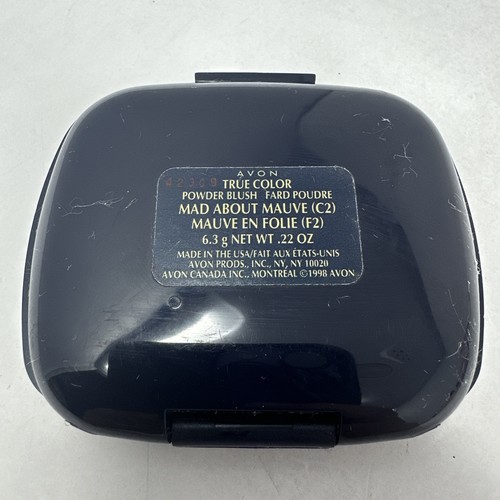 AVON
TRUE COLOR
POWDER BLUSH FARD POUDRE
MAD ABOUT MAUVE (C2)
MAUVE EN FOLIE (F2)
6.3 g NET WT .22 OZ
MADE IN THE USA/FAIT AUX ÉTATS-UNIS
AVON PRODS., INC., NY, NY 10020
AVON CANADA INC., MONTRÉAL ©1998 AVON